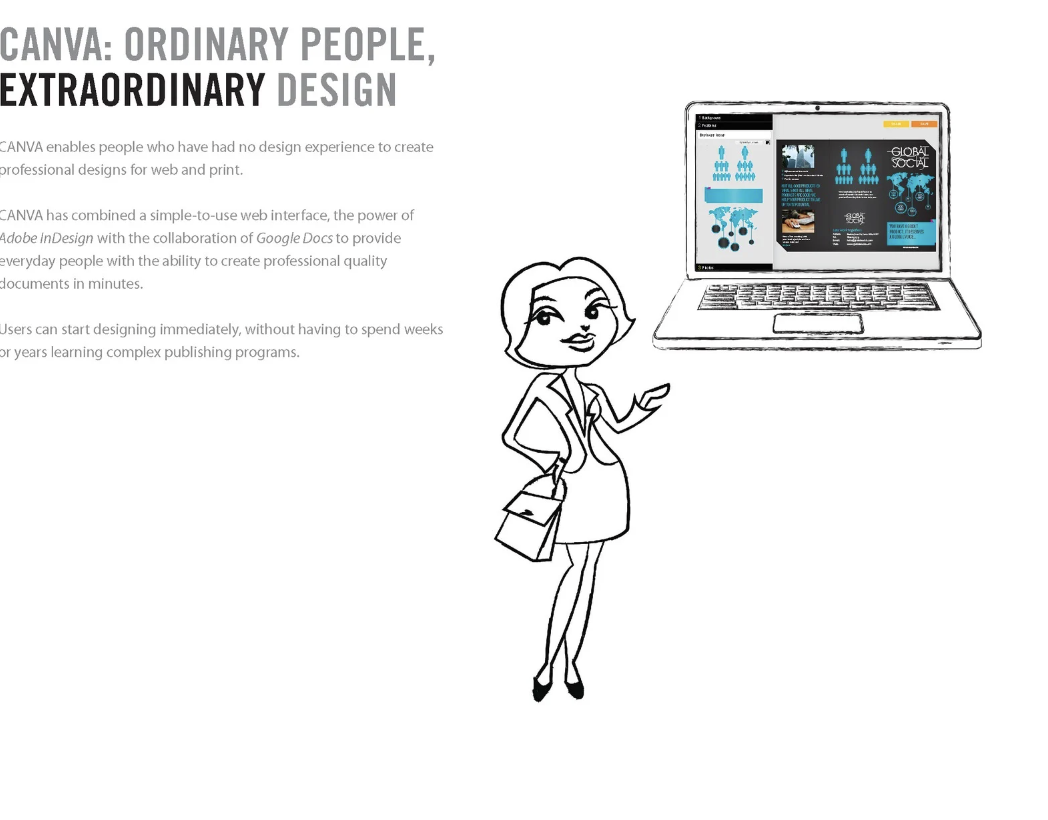 CANVA: ORDINARY PEOPLE,
EXTRAORDINARY DESIGN
CANVA enables people who have had no design experience to create
professional designs for web and print.
CANVA has combined a simple-to-use web interface, the power of
Adobe InDesign with the collaboration of Google Docs to provide
everyday people with the ability to create professional quality
documents in minutes.
Users can start designing immediately, without having to spend weeks
or years learning complex publishing programs.
GLOBAL
SOCIAL
GLOBAL
SOCIAL